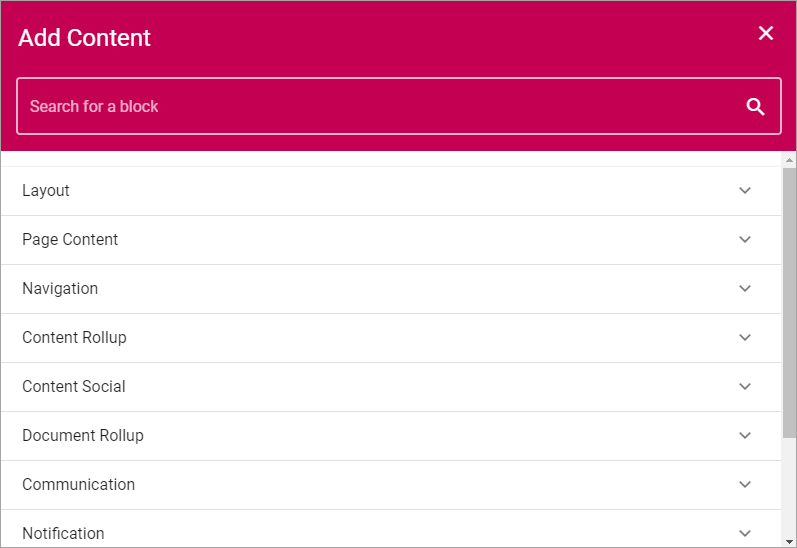 Add Content
Search for a block
Layout
Page Content
Navigation
Content Rollup
Content Social
Document Rollup
Communication
Notification